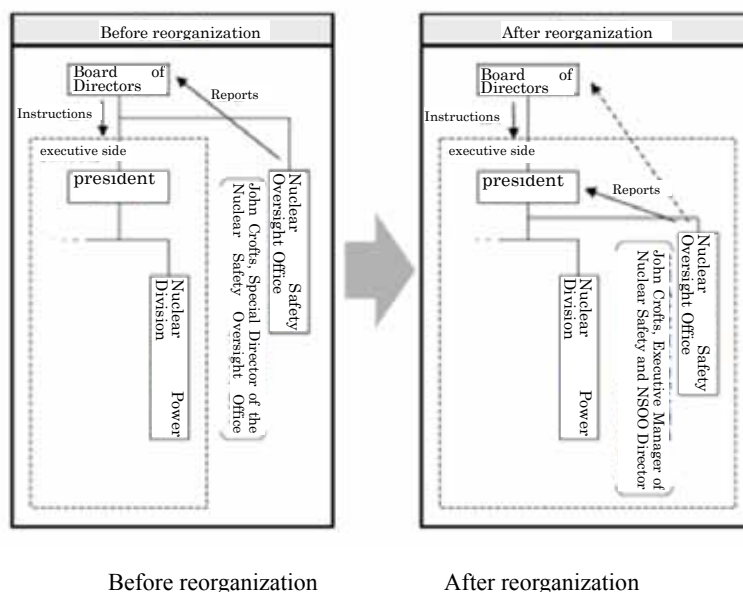 Before reorganization
Board of
Directors
Reports
Instructions
executive side
president
Nuclear Safety
Oversight Office
John Crofts, Special Director of the
Nuclear Safety Oversight Office
Nuclear Power
Division
After reorganization
Board of
Directors
Instructions
executive side
president
Reports
Nuclear Safety
Oversight Office
John Crofts, Executive Manager of
Nuclear Safety and NSOO Director
Nuclear Power
Division
Before reorganization
After reorganization